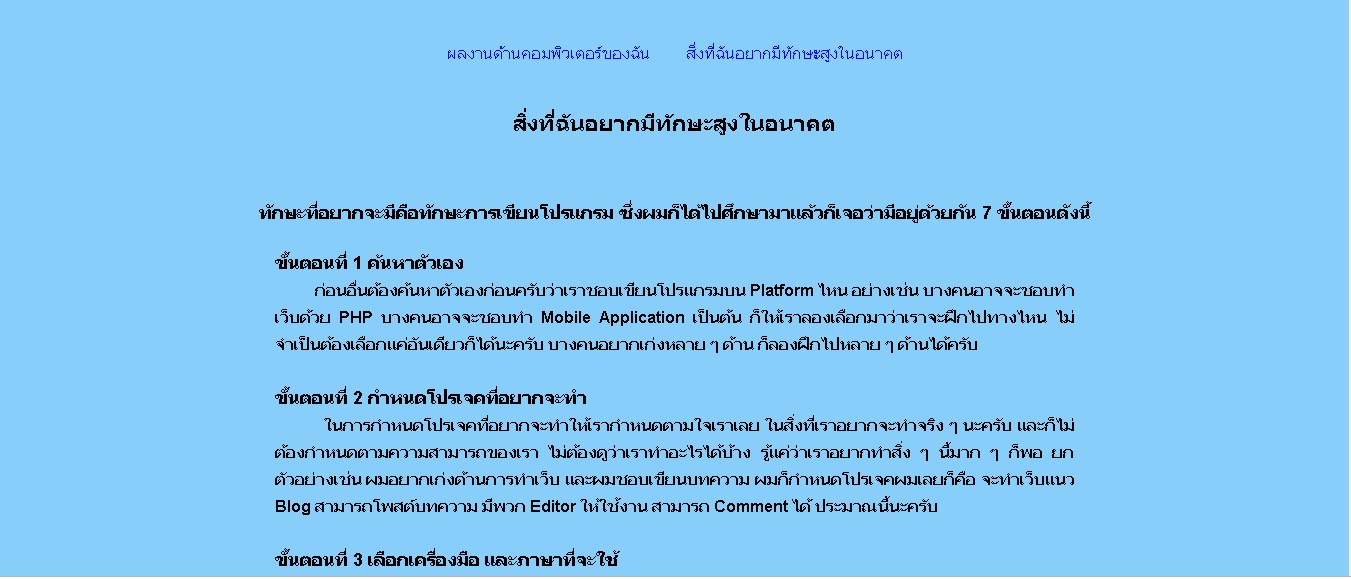 ผลงานด้านคอมพิวเตอร์ของฉัน สิ่งที่ฉันอยากมีทักษะสูงในอนาคต
สิ่งที่ฉันอยากมีทักษะสูงในอนาคต
ทักษะที่อยากจะมีคือทักษะการเขียนโปรแกรม ซึ่งผมก็ได้ไปศึกษามาแล้วก็เจอว่ามีอยู่ด้วยกัน 7 ขั้นตอนดังนี้
ขั้นตอนที่ 1 ค้นหาตัวเอง
ก่อนอื่นต้องค้นหาตัวเองก่อนครับว่าเราชอบเขียนโปรแกรมบน Platform ไหน อย่างเช่น บางคนอาจจะชอบทำ
เว็บด้วย PHP บางคนอาจจะชอบทำ Mobile Application เป็นต้น ก็ให้เราลองเลือกมาว่าเราจะฝึกไปทางไหน ไม่
จำเป็นต้องเลือกแค่อันเดียวก็ได้นะครับ บางคนอยากเก่งหลาย ๆ ด้าน ก็ลองฝึกไปหลาย ๆ ด้านได้ครับ
ขั้นตอนที่ 2 กำหนดโปรเจคที่อยากจะทำ
ในการกำหนดโปรเจคที่อยากจะทำให้เรากำหนดตามใจเราเลย ในสิ่งที่เราอยากจะทำจริง ๆ นะครับ และก็ไม่
ต้องกำหนดตามความสามารถของเรา ไม่ต้องดูว่าเราทำอะไรได้บ้าง รู้แค่ว่าเราอยากทำสิ่ง ๆ นี้มาก ๆ ก็พอ ยก
ตัวอย่างเช่น ผมอยากเก่งด้านการทำเว็บ และผมชอบเขียนบทความ ผมก็กำหนดโปรเจคผมเลยก็คือ จะทำเว็บแนว
Blog สามารถโพสต์บทความ มีพวก Editor ให้ใช้งาน สามารถ Comment ได้ ประมาณนี้นะครับ
ขั้นตอนที่ 3 เลือกเครื่องมือ และภาษาที่จะใช้